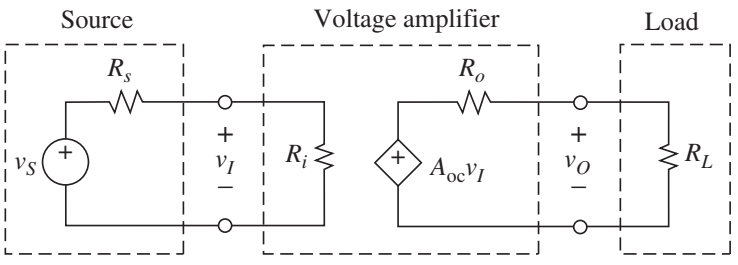 Source Voltage amplifier Load
R_s R_o
+ +
v_S + v_I R_i + A_oc v_I v_O R_L
− −